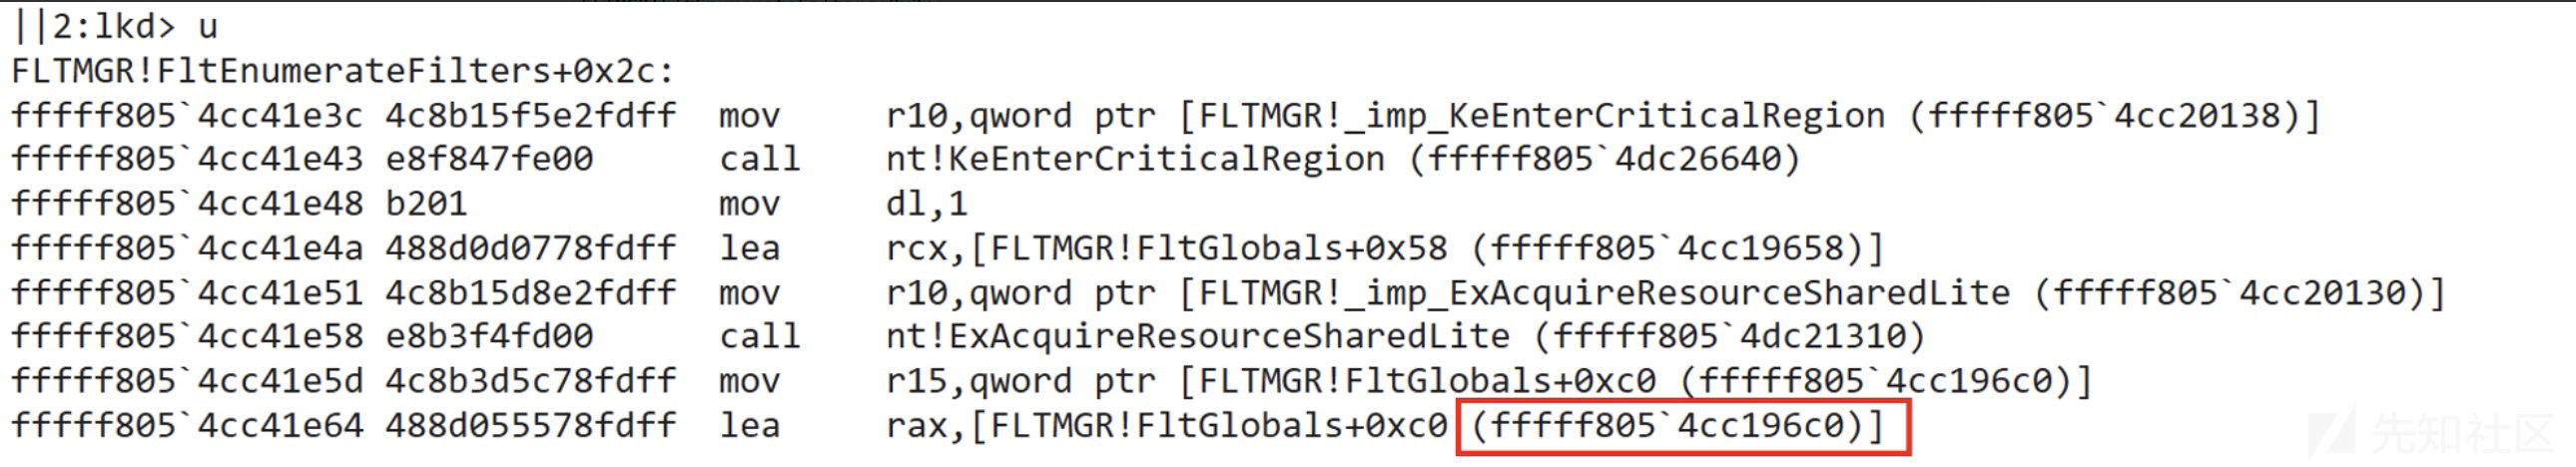 ||2:lkd> u
FLTMGR!FltEnumerateFilters+0x2c:
fffff805`4cc41e3c 4c8b15f5e2fdff  mov     r10,qword ptr [FLTMGR!_imp_KeEnterCriticalRegion (fffff805`4cc20138)]
fffff805`4cc41e43 e8f847fe00      call    nt!KeEnterCriticalRegion (fffff805`4dc26640)
fffff805`4cc41e48 b201            mov     dl,1
fffff805`4cc41e4a 488d0d0778fdff  lea     rcx,[FLTMGR!FltGlobals+0x58 (fffff805`4cc19658)]
fffff805`4cc41e51 4c8b15d8e2fdff  mov     r10,qword ptr [FLTMGR!_imp_ExAcquireResourceSharedLite (fffff805`4cc20130)]
fffff805`4cc41e58 e8b3f4fd00      call    nt!ExAcquireResourceSharedLite (fffff805`4dc21310)
fffff805`4cc41e5d 4c8b3d5c78fdff  mov     r15,qword ptr [FLTMGR!FltGlobals+0xc0 (fffff805`4cc196c0)]
fffff805`4cc41e64 488d055578fdff  lea     rax,[FLTMGR!FltGlobals+0xc0 (fffff805`4cc196c0)]
先知社区